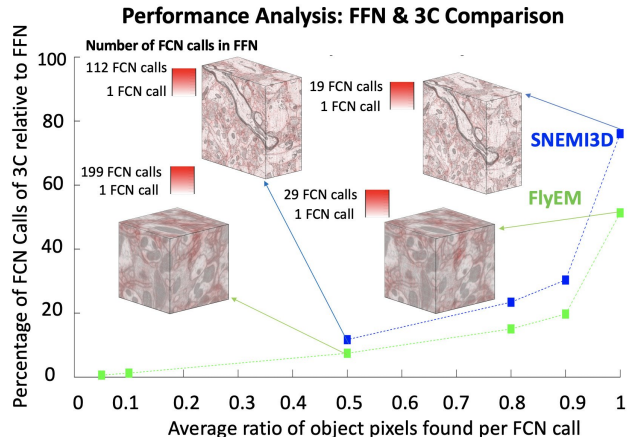 Performance Analysis: FFN & 3C Comparison
Percentage of FCN Calls of 3C relative to FFN
100
80
60
40
20
0
Number of FCN calls in FFN
112 FCN calls
1 FCN call
19 FCN calls
1 FCN call
SNEMI3D
199 FCN calls
1 FCN call
29 FCN calls
1 FCN call
FlyEM
0 0.1 0.2 0.3 0.4 0.5 0.6 0.7 0.8 0.9 1
Average ratio of object pixels found per FCN call